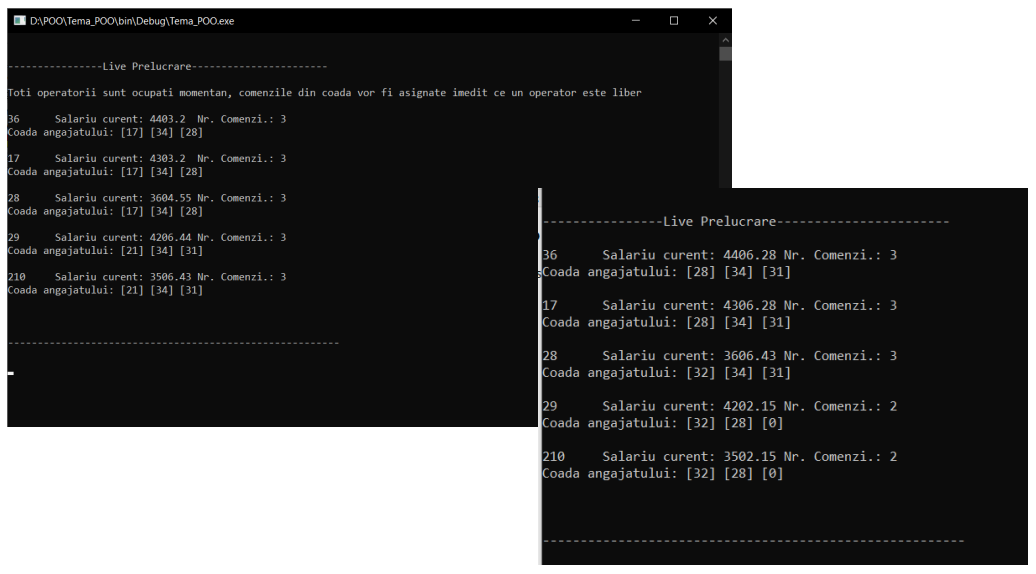 D:\POO\Tema_POO\bin\Debug\Tema_POO.exe
----------------Live Prelucrare-----------------------
Toti operatorii sunt ocupati momentan, comenzile din coada vor fi asignate imedit ce un operator este liber
36 Salariu curent: 4403.2 Nr. Comenzi.: 3
Coada angajatului: [17] [34] [28]
17 Salariu curent: 4303.2 Nr. Comenzi.: 3
Coada angajatului: [17] [34] [28]
28 Salariu curent: 3604.55 Nr. Comenzi.: 3
Coada angajatului: [17] [34] [28]
29 Salariu curent: 4206.44 Nr. Comenzi.: 3
Coada angajatului: [21] [34] [31]
210 Salariu curent: 3506.43 Nr. Comenzi.: 3
Coada angajatului: [21] [34] [31]
--------------------------------------------------------
----------------Live Prelucrare-----------------------
36 Salariu curent: 4406.28 Nr. Comenzi.: 3
Coada angajatului: [28] [34] [31]
17 Salariu curent: 4306.28 Nr. Comenzi.: 3
Coada angajatului: [28] [34] [31]
28 Salariu curent: 3606.43 Nr. Comenzi.: 3
Coada angajatului: [32] [34] [31]
29 Salariu curent: 4202.15 Nr. Comenzi.: 2
Coada angajatului: [32] [28] [0]
210 Salariu curent: 3502.15 Nr. Comenzi.: 2
Coada angajatului: [32] [28] [0]
--------------------------------------------------------